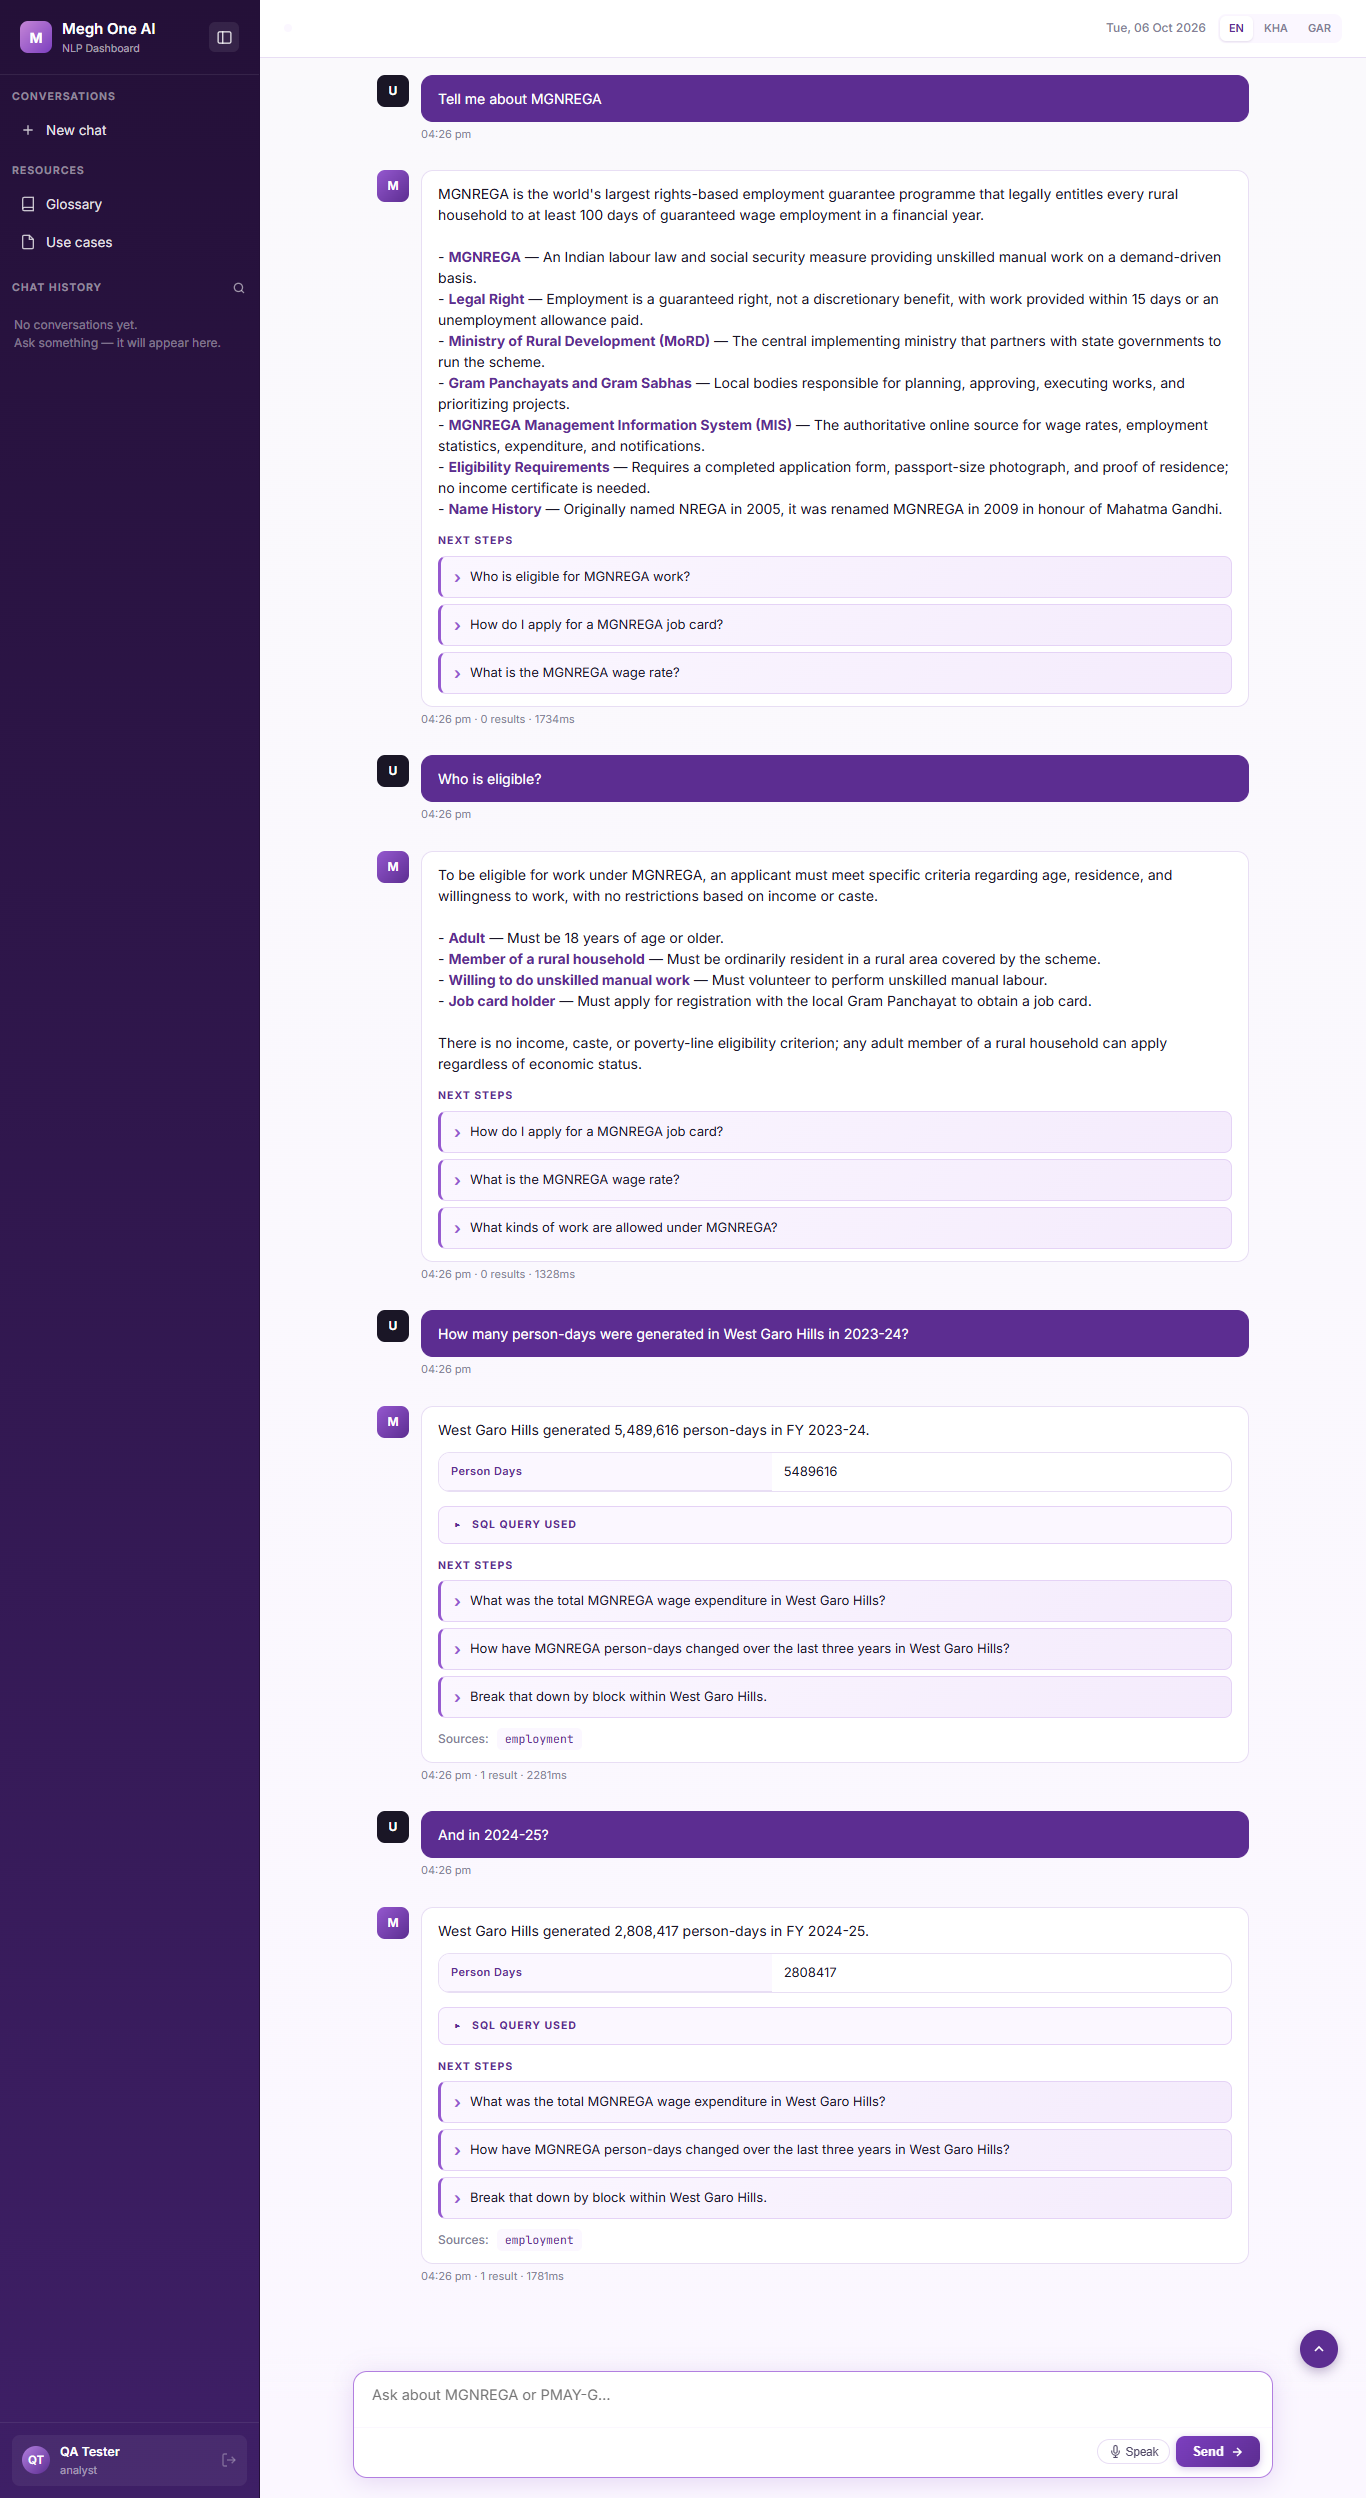 M
Megh One AI
NLP Dashboard
CONVERSATIONS
+ New chat
RESOURCES
Glossary
Use cases
CHAT HISTORY
No conversations yet.
Ask something — it will appear here.
QT
QA Tester
analyst
Tue, 06 Oct 2026
EN KHA GAR
U
Tell me about MGNREGA
04:26 pm
M
MGNREGA is the world's largest rights-based employment guarantee programme that legally entitles every rural
household to at least 100 days of guaranteed wage employment in a financial year.
- MGNREGA — An Indian labour law and social security measure providing unskilled manual work on a demand-driven
basis.
- Legal Right — Employment is a guaranteed right, not a discretionary benefit, with work provided within 15 days or an
unemployment allowance paid.
- Ministry of Rural Development (MoRD) — The central implementing ministry that partners with state governments to
run the scheme.
- Gram Panchayats and Gram Sabhas — Local bodies responsible for planning, approving, executing works, and
prioritizing projects.
- MGNREGA Management Information System (MIS) — The authoritative online source for wage rates, employment
statistics, expenditure, and notifications.
- Eligibility Requirements — Requires a completed application form, passport-size photograph, and proof of residence;
no income certificate is needed.
- Name History — Originally named NREGA in 2005, it was renamed MGNREGA in 2009 in honour of Mahatma Gandhi.
NEXT STEPS
› Who is eligible for MGNREGA work?
› How do I apply for a MGNREGA job card?
› What is the MGNREGA wage rate?
04:26 pm · 0 results · 1734ms
U
Who is eligible?
04:26 pm
M
To be eligible for work under MGNREGA, an applicant must meet specific criteria regarding age, residence, and
willingness to work, with no restrictions based on income or caste.
- Adult — Must be 18 years of age or older.
- Member of a rural household — Must be ordinarily resident in a rural area covered by the scheme.
- Willing to do unskilled manual work — Must volunteer to perform unskilled manual labour.
- Job card holder — Must apply for registration with the local Gram Panchayat to obtain a job card.
There is no income, caste, or poverty-line eligibility criterion; any adult member of a rural household can apply
regardless of economic status.
NEXT STEPS
› How do I apply for a MGNREGA job card?
› What is the MGNREGA wage rate?
› What kinds of work are allowed under MGNREGA?
04:26 pm · 0 results · 1328ms
U
How many person-days were generated in West Garo Hills in 2023-24?
04:26 pm
M
West Garo Hills generated 5,489,616 person-days in FY 2023-24.
Person Days 5489616
SQL QUERY USED
NEXT STEPS
› What was the total MGNREGA wage expenditure in West Garo Hills?
› How have MGNREGA person-days changed over the last three years in West Garo Hills?
› Break that down by block within West Garo Hills.
Sources: employment
04:26 pm · 1 result · 2281ms
U
And in 2024-25?
04:26 pm
M
West Garo Hills generated 2,808,417 person-days in FY 2024-25.
Person Days 2808417
SQL QUERY USED
NEXT STEPS
› What was the total MGNREGA wage expenditure in West Garo Hills?
› How have MGNREGA person-days changed over the last three years in West Garo Hills?
› Break that down by block within West Garo Hills.
Sources: employment
04:26 pm · 1 result · 1781ms
Ask about MGNREGA or PMAY-G...
Speak
Send →